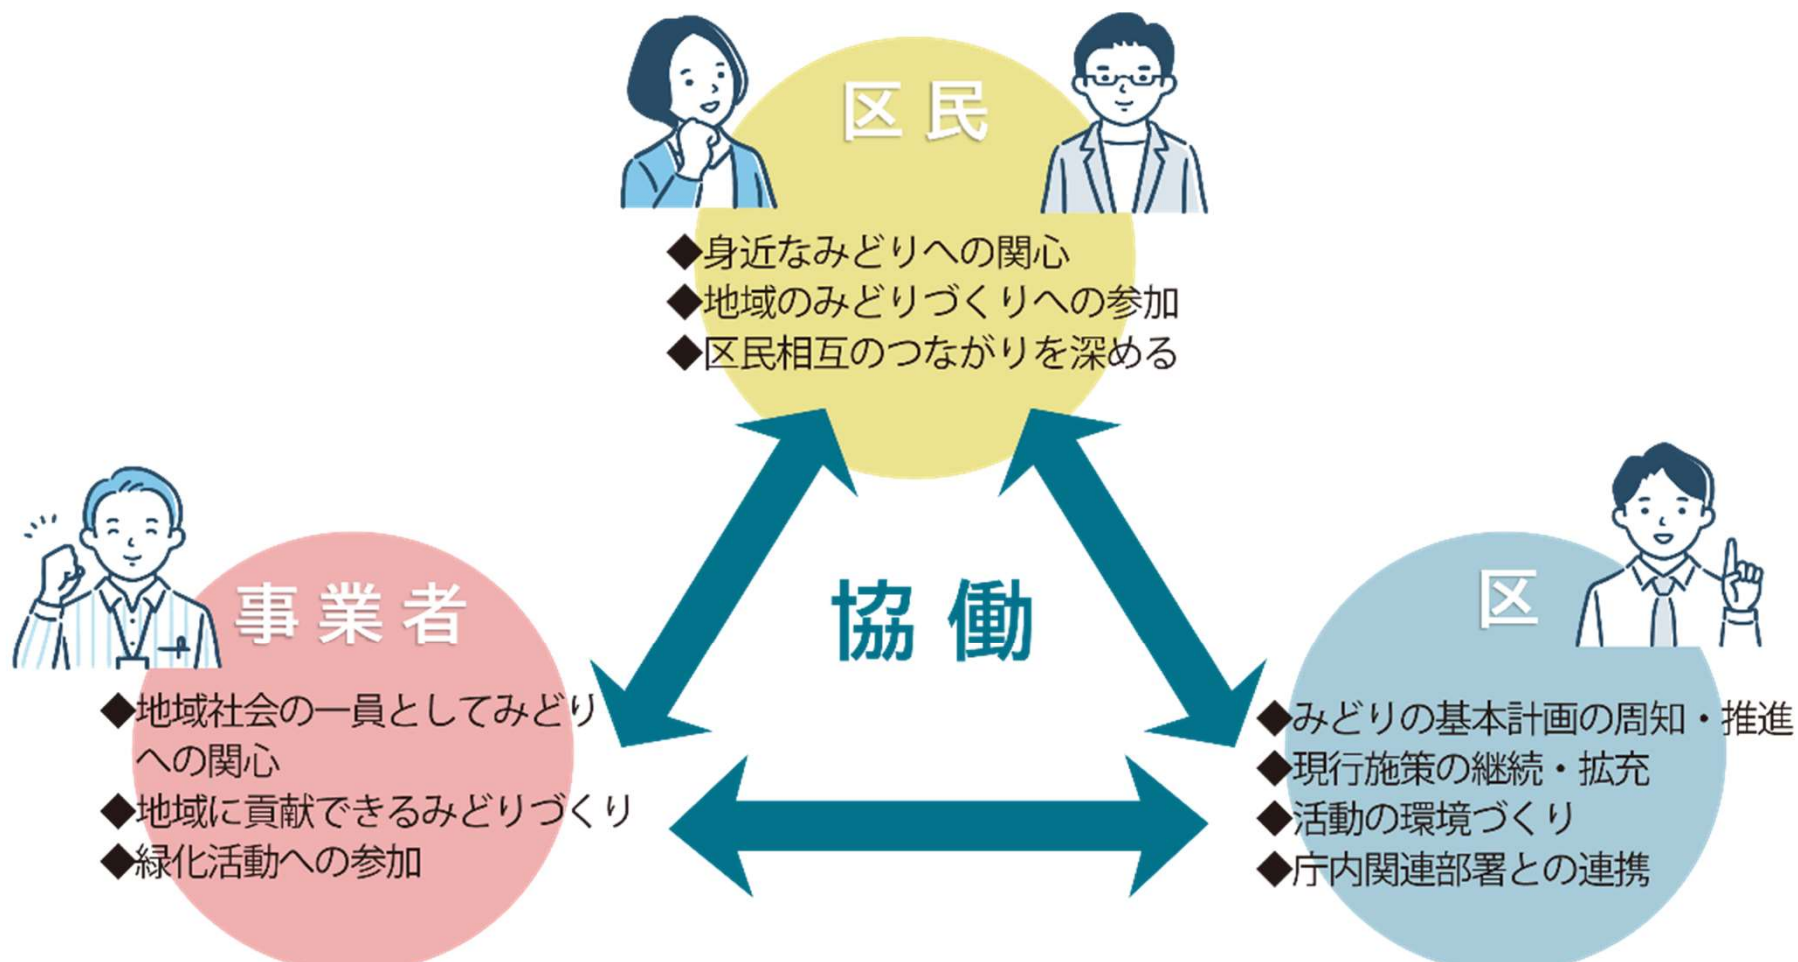 区民
◆身近なみどりへの関心
◆地域のみどりづくりへの参加
◆区民相互のつながりを深める
協働
事業者
◆地域社会の一員としてみどり
への関心
◆地域に貢献できるみどりづくり
◆緑化活動への参加
区
◆みどりの基本計画の周知・推進
◆現行施策の継続・拡充
◆活動の環境づくり
◆庁内関連部署との連携